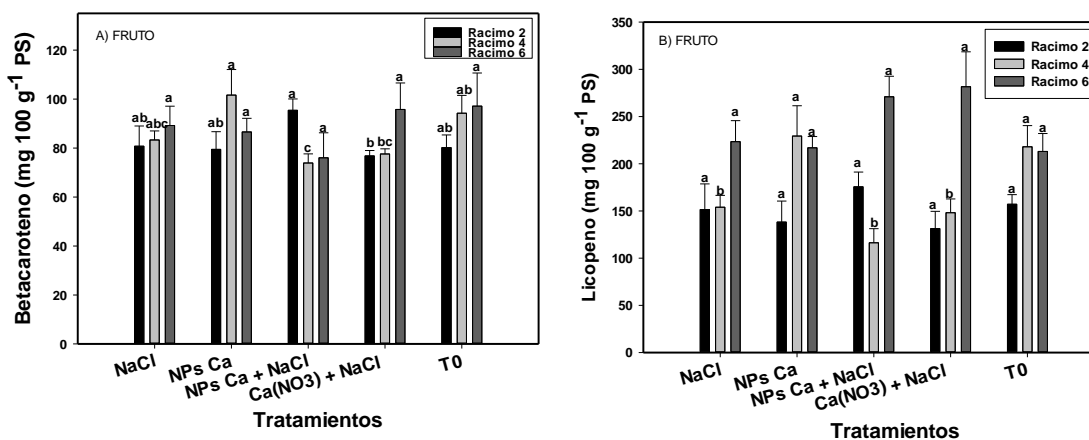 A) FRUTO
Racimo 2
Racimo 4
Racimo 6
Betacaroteno (mg 100 g-1 PS)
120
100
80
60
40
20
0
ab abc a
ab a a
a c a
b bc a
ab ab a
NaCl
NPs Ca
NPs Ca + NaCl
Ca(NO3) + NaCl
T0
Tratamientos
B) FRUTO
Racimo 2
Racimo 4
Racimo 6
Licopeno (mg 100 g-1 PS)
350
300
250
200
150
100
50
0
a b a
a a a
a b a
a b a
a a a
NaCl
NPs Ca
NPs Ca + NaCl
Ca(NO3) + NaCl
T0
Tratamientos